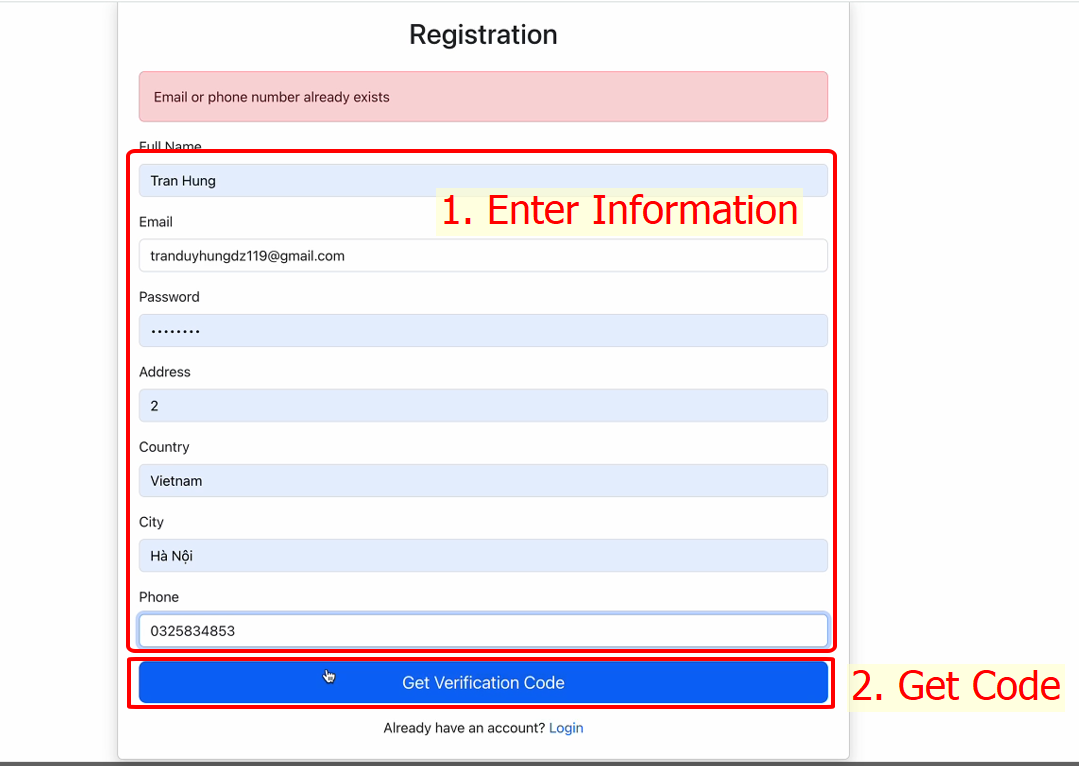 Registration
Email or phone number already exists
Full Name
Tran Hung
1. Enter Information
Email
tranduyhungdz119@gmail.com
Password
········
Address
2
Country
Vietnam
City
Hà Nội
Phone
0325834853
Get Verification Code
2. Get Code
Already have an account? Login